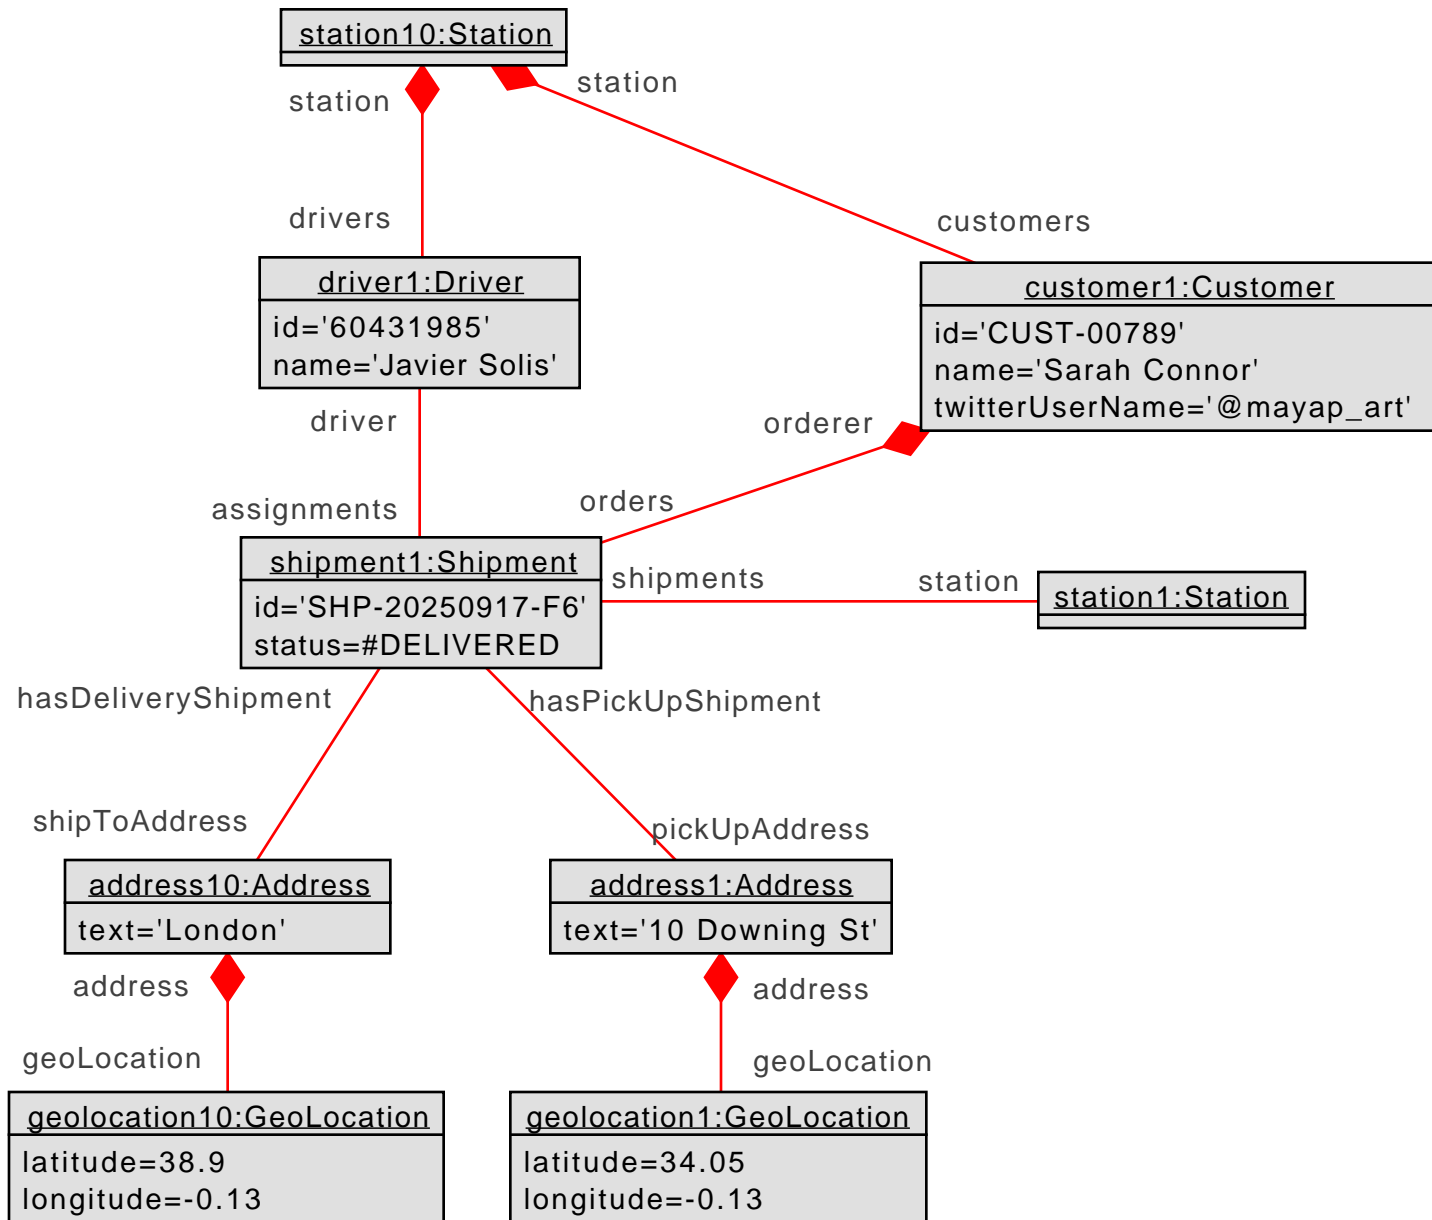 station10:Station
station
station
drivers
customers
driver1:Driver
id='60431985'
name='Javier Solis'
customer1:Customer
id='CUST-00789'
name='Sarah Connor'
twitterUserName='@mayap_art'
driver
orderer
assignments
orders
shipment1:Shipment
id='SHP-20250917-F6'
status=#DELIVERED
shipments
station
station1:Station
hasDeliveryShipment
hasPickUpShipment
shipToAddress
pickUpAddress
address10:Address
text='London'
address1:Address
text='10 Downing St'
address
address
geoLocation
geoLocation
geolocation10:GeoLocation
latitude=38.9
longitude=-0.13
geolocation1:GeoLocation
latitude=34.05
longitude=-0.13